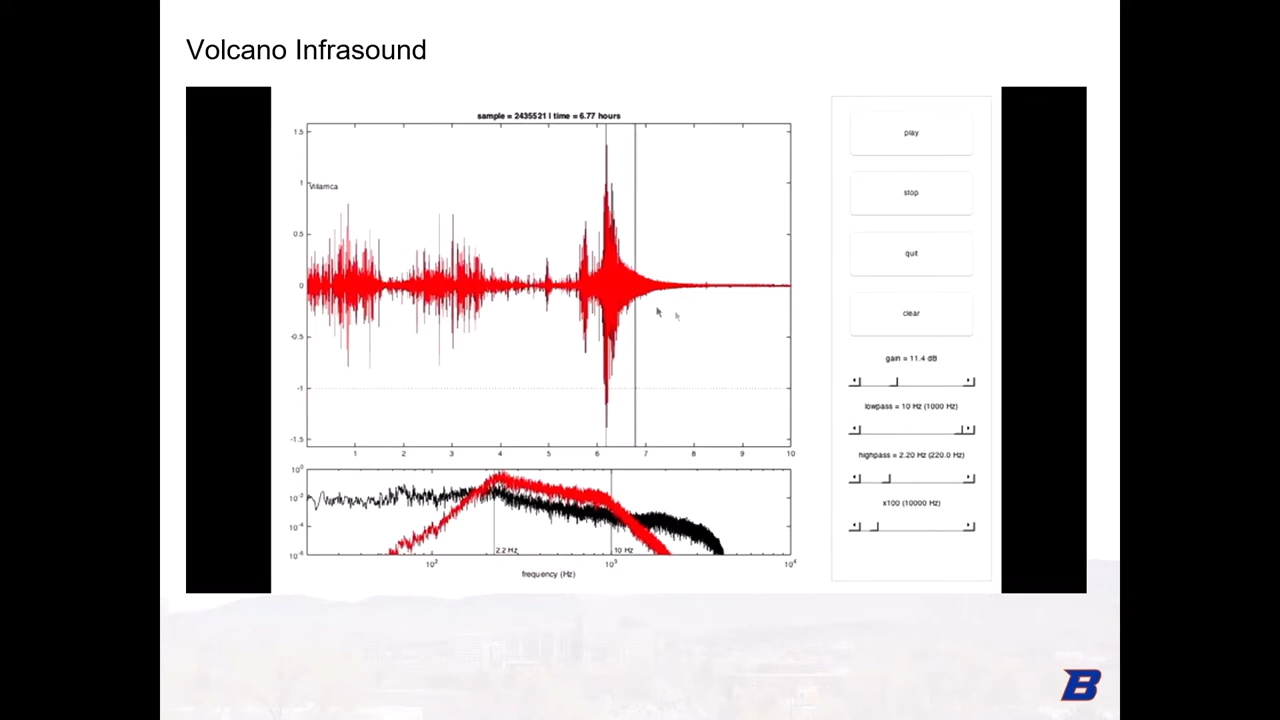 Volcano Infrasound
sample = 2435521 | time = 6.77 hours
1.5
1
Villarrica
0.5
0
-0.5
-1
-1.5
1 2 3 4 5 6 7 8 9 10
10^0
10^-2
10^-4
10^-6
2.2 Hz
10 Hz
10^2 10^3 10^4
frequency (Hz)
play
stop
quit
clear
gain = 11.4 dB
lowpass = 10 Hz (1000 Hz)
highpass = 2.20 Hz (220.0 Hz)
x100 (10000 Hz)
B